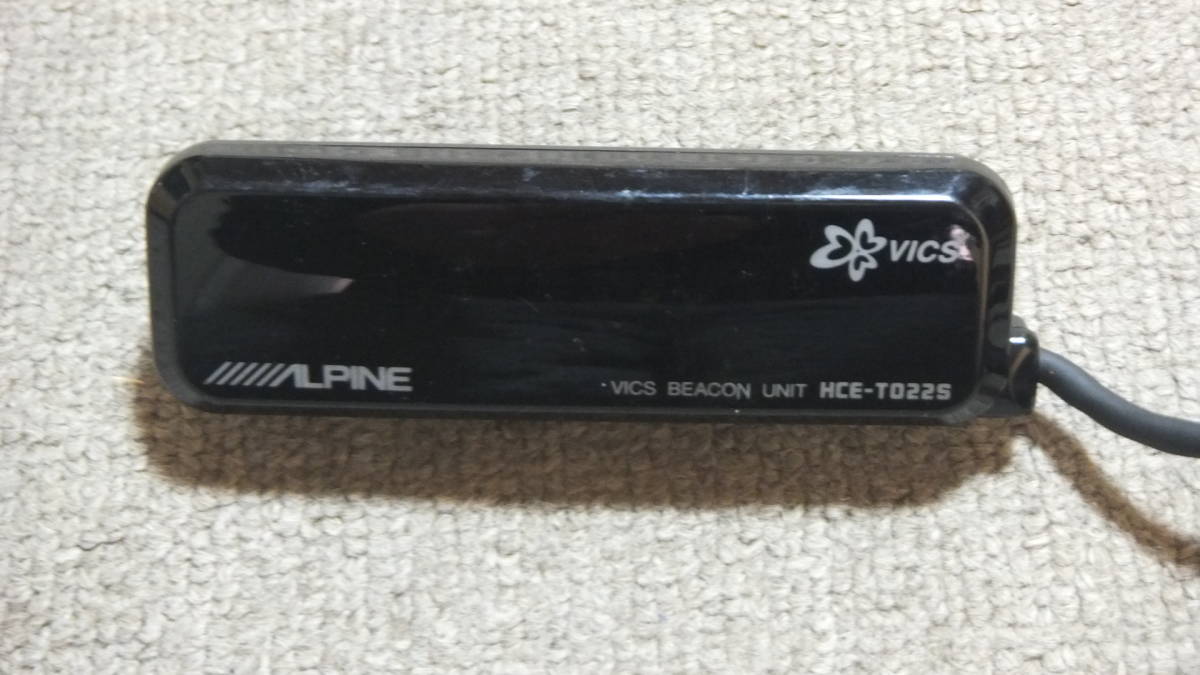 VICS
ALPINE
VICS BEACON UNIT HCE-T022S